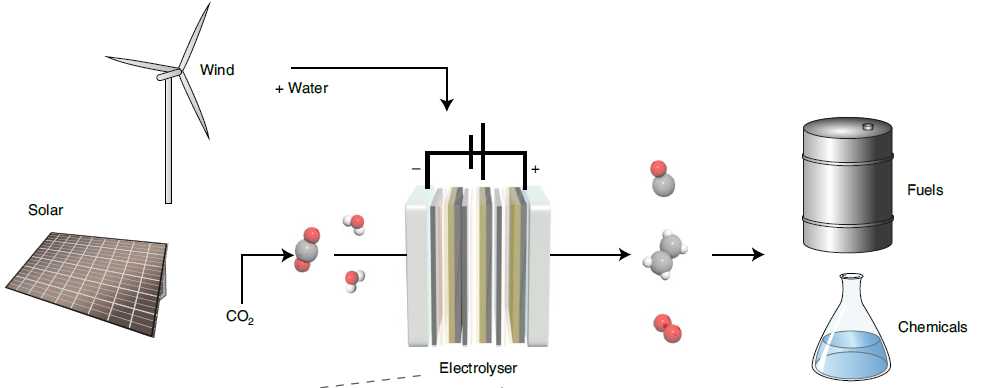 Wind
+ Water
− +
Solar
CO₂
Electrolyser
Fuels
Chemicals